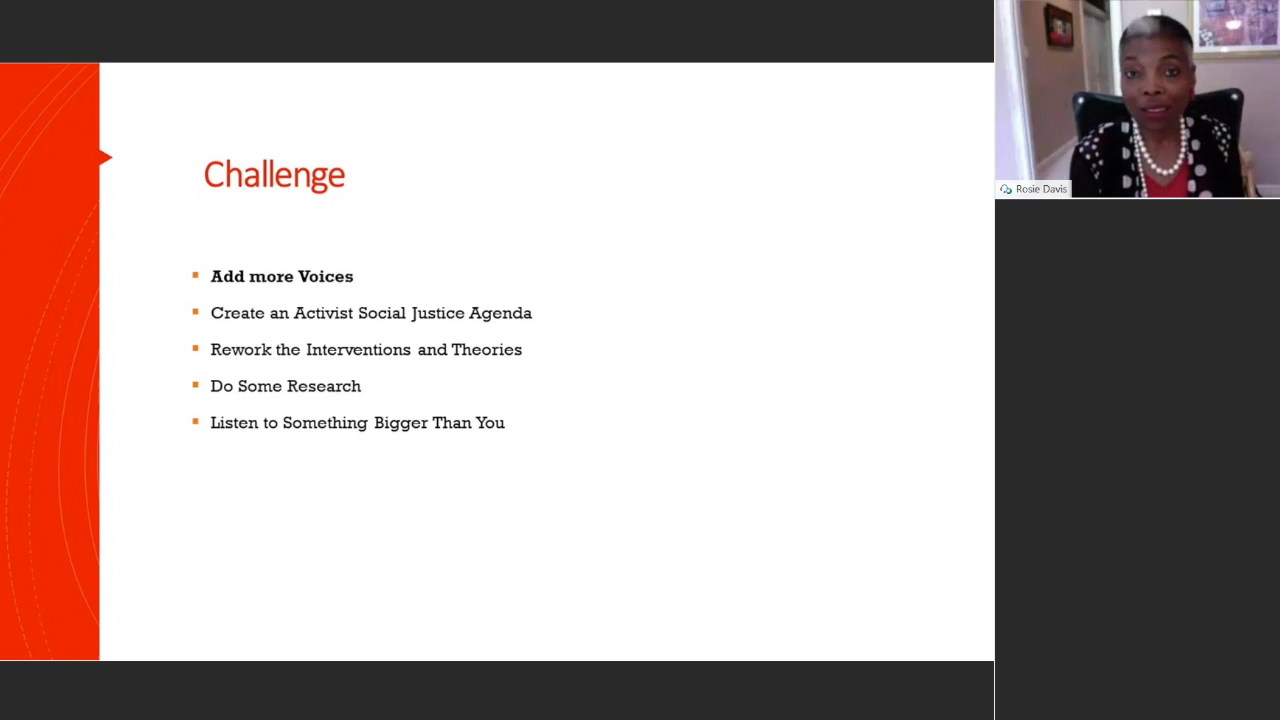 Challenge
Add more Voices
Create an Activist Social Justice Agenda
Rework the Interventions and Theories
Do Some Research
Listen to Something Bigger Than You
Rosie Davis